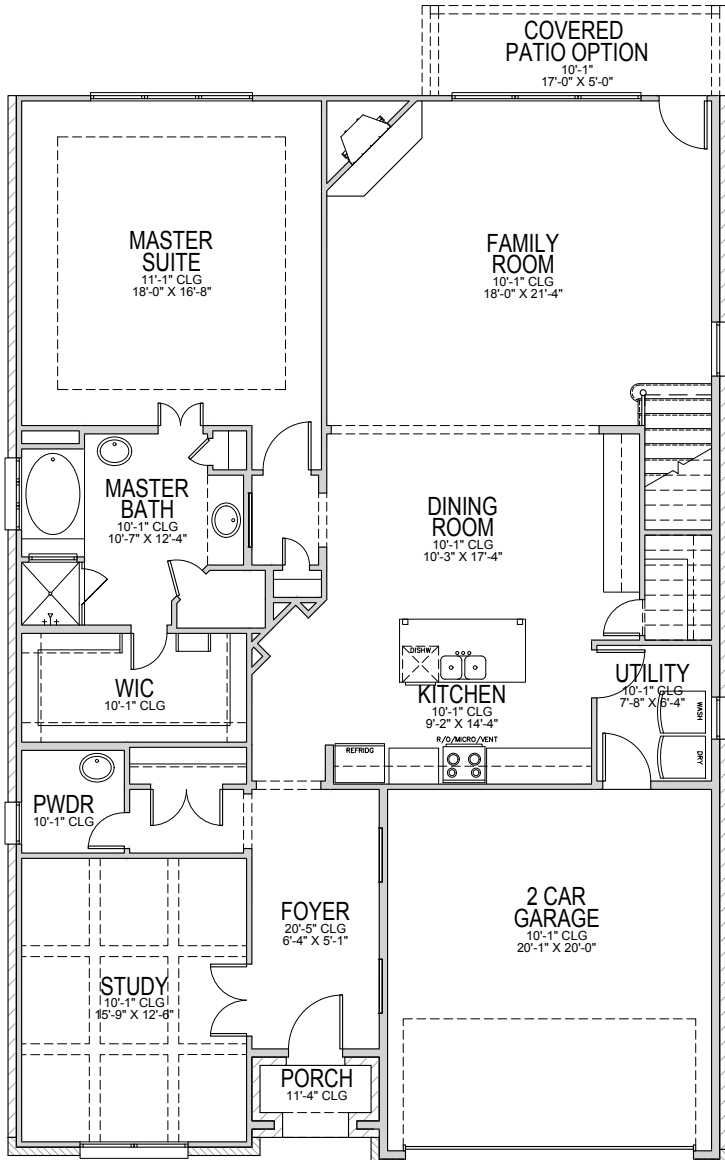 COVERED
PATIO OPTION
10'-1"
17'-0" X 5'-0"
MASTER
SUITE
11'-1" CLG
18'-0" X 16'-8"
FAMILY
ROOM
10'-1" CLG
18'-0" X 21'-4"
MASTER
BATH
10'-1" CLG
10'-7" X 12'-4"
DINING
ROOM
10'-1" CLG
10'-3" X 17'-4"
DISHW.
WIC
10'-1" CLG
KITCHEN
10'-1" CLG
9'-2" X 14'-4"
R/O/MICRO/VENT
REFRIDG
UTILITY
10'-1" CLG
7'-8" X 6'-4"
WASH
DRY
PWDR
10'-1" CLG
FOYER
20'-5" CLG
6'-4" X 5'-1"
2 CAR
GARAGE
10'-1" CLG
20'-1" X 20'-0"
STUDY
10'-1" CLG
15'-9" X 12'-6"
PORCH
11'-4" CLG